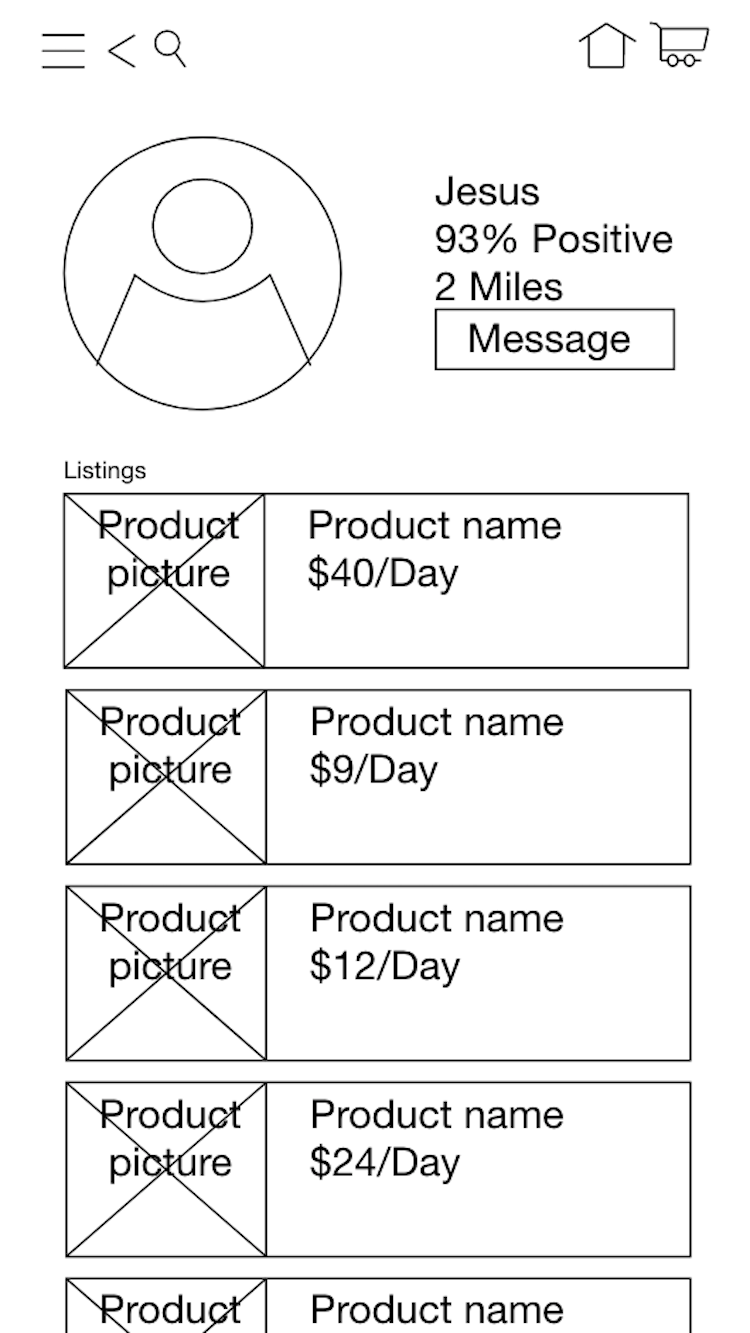 Jesus
93% Positive
2 Miles
Message
Listings
Product
picture
Product name
$40/Day
Product
picture
Product name
$9/Day
Product
picture
Product name
$12/Day
Product
picture
Product name
$24/Day
Product
Product name